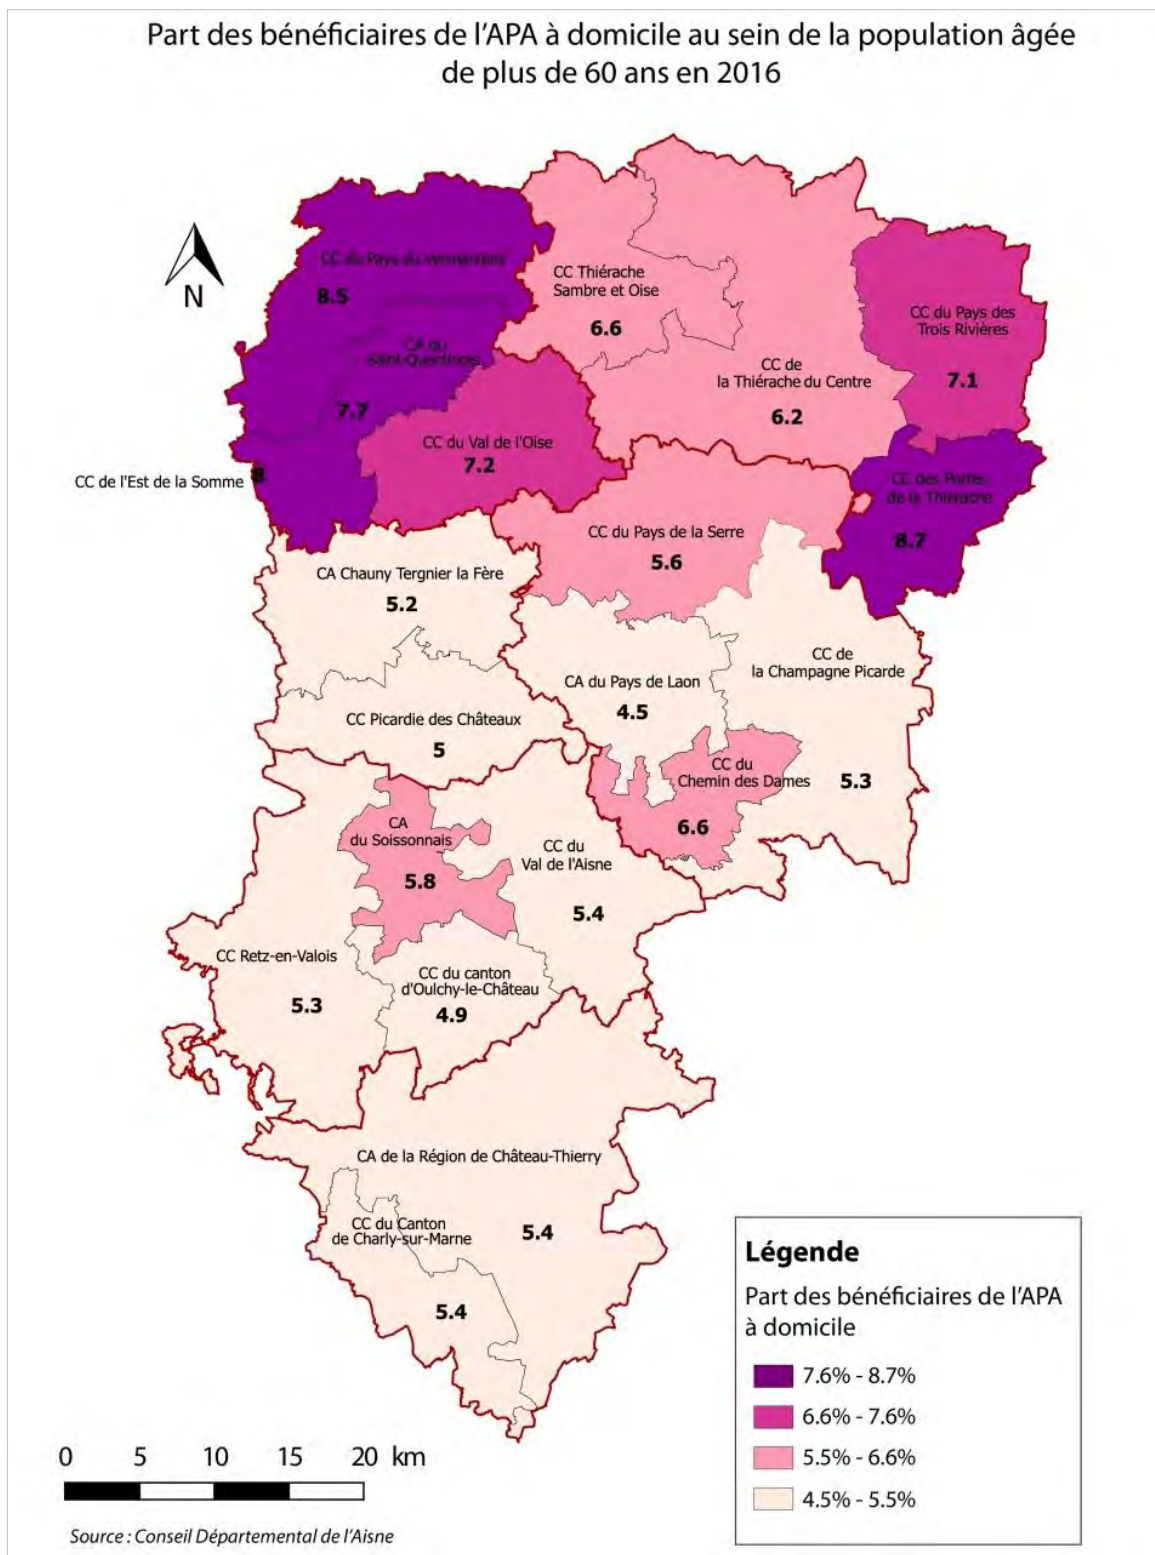 Part des bénéficiaires de l'APA à domicile au sein de la population âgée
de plus de 60 ans en 2016
N
CC du Pays du Vermandois
8.5
CA du
Saint-Quentinois
7.7
CC de l'Est de la Somme
8
CC Thiérache
Sambre et Oise
6.6
CC de
la Thiérache du Centre
6.2
CC du Pays des
Trois Rivières
7.1
CC du Val de l'Oise
7.2
CC des Portes
de la Thiérache
8.7
CC du Pays de la Serre
5.6
CA Chauny Tergnier la Fère
5.2
CC de
la Champagne Picarde
5.3
CA du Pays de Laon
4.5
CC Picardie des Châteaux
5
CC du
Chemin des Dames
6.6
CA
du Soissonnais
5.8
CC du
Val de l'Aisne
5.4
CC Retz-en-Valois
5.3
CC du canton
d'Oulchy-le-Château
4.9
CA de la Région de Château-Thierry
5.4
CC du Canton
de Charly-sur-Marne
5.4
Légende
Part des bénéficiaires de l'APA
à domicile
7.6% - 8.7%
6.6% - 7.6%
5.5% - 6.6%
4.5% - 5.5%
0 5 10 15 20 km
Source : Conseil Départemental de l'Aisne